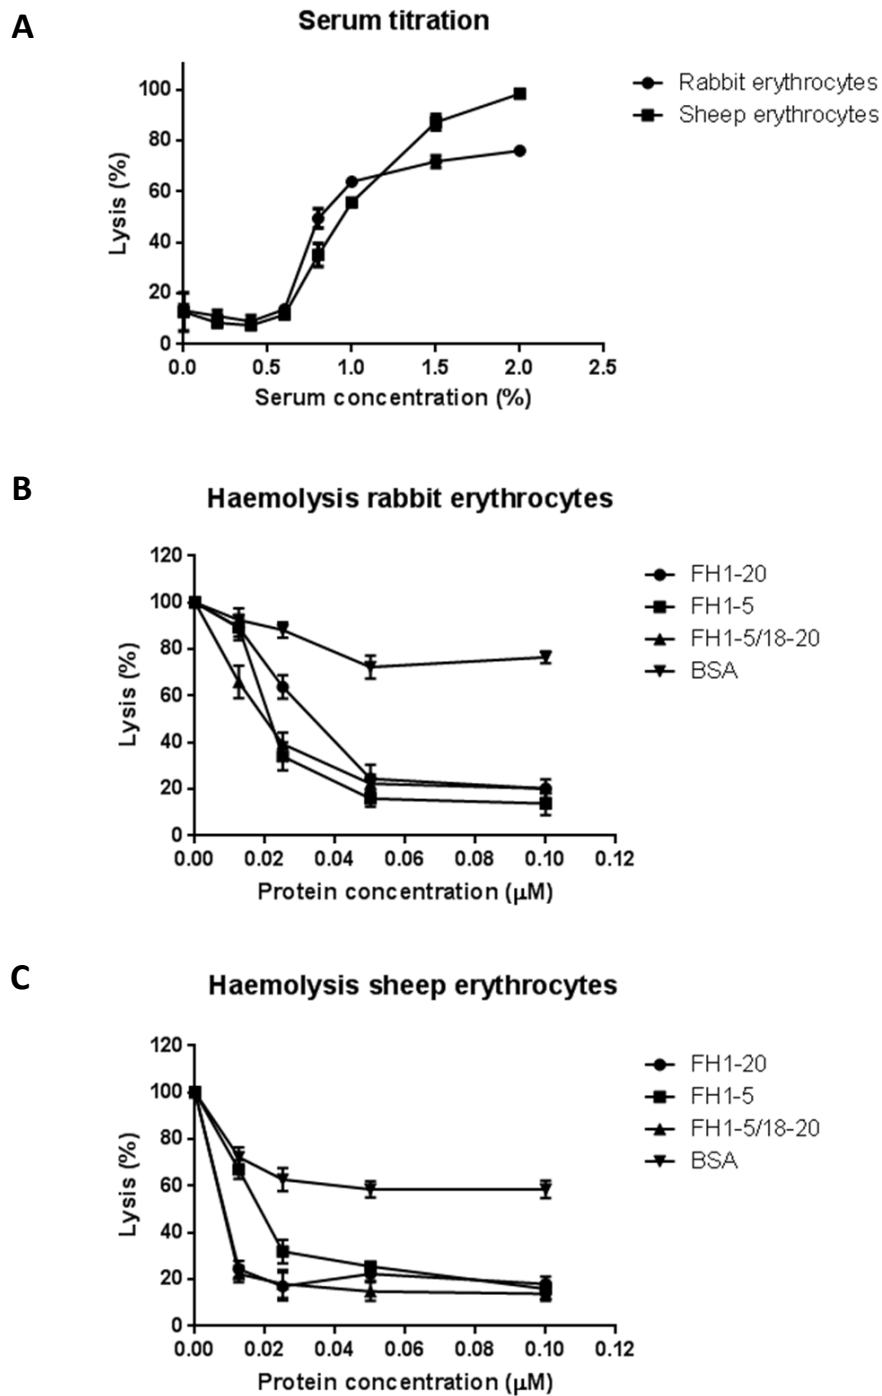 A
Serum titration
Rabbit erythrocytes
Sheep erythrocytes
Lysis (%)
100
80
60
40
20
0
0.0 0.5 1.0 1.5 2.0 2.5
Serum concentration (%)
B
Haemolysis rabbit erythrocytes
FH1-20
FH1-5
FH1-5/18-20
BSA
Lysis (%)
120
100
80
60
40
20
0
0.00 0.02 0.04 0.06 0.08 0.10 0.12
Protein concentration (μM)
C
Haemolysis sheep erythrocytes
FH1-20
FH1-5
FH1-5/18-20
BSA
Lysis (%)
120
100
80
60
40
20
0
0.00 0.02 0.04 0.06 0.08 0.10 0.12
Protein concentration (μM)